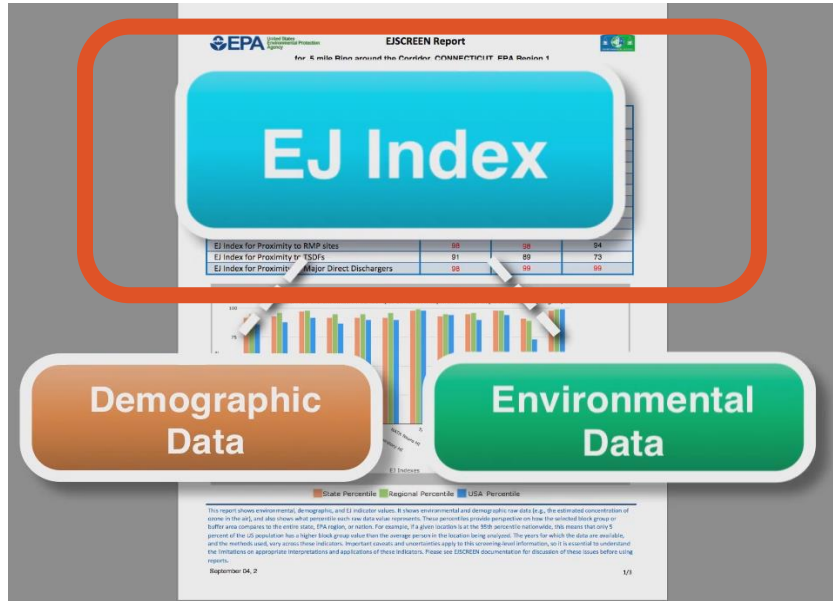 EPA United States Environmental Protection Agency
EJSCREEN Report
for .5 mile Ring around the Corridor, CONNECTICUT, EPA Region 1
EJ Index
EJ Index for Proximity to RMP sites 98 98 94
EJ Index for Proximity to TSDFs 91 89 73
EJ Index for Proximity Major Direct Dischargers 98 99 99
100
75
Demographic
Data
Environmental
Data
EJ Indexes
State Percentile Regional Percentile USA Percentile
This report shows environmental, demographic, and EJ indicator values. It shows environmental and demographic raw data (e.g., the estimated concentration of
ozone in the air), and also shows what percentile each raw data value represents. These percentiles provide perspective on how the selected block group or
buffer area compares to the entire state, EPA region, or nation. For example, if a given location is at the 95th percentile nationwide, this means that only 5
percent of the US population has a higher block group value than the average person in the location being analyzed. The years for which the data are available,
and the methods used, vary across these indicators. Important caveats and uncertainties apply to this screening-level information, so it is essential to understand
the limitations on appropriate interpretations and applications of these indicators. Please see EJSCREEN documentation for discussion of these issues before using
reports.
September 04, 2
1/3